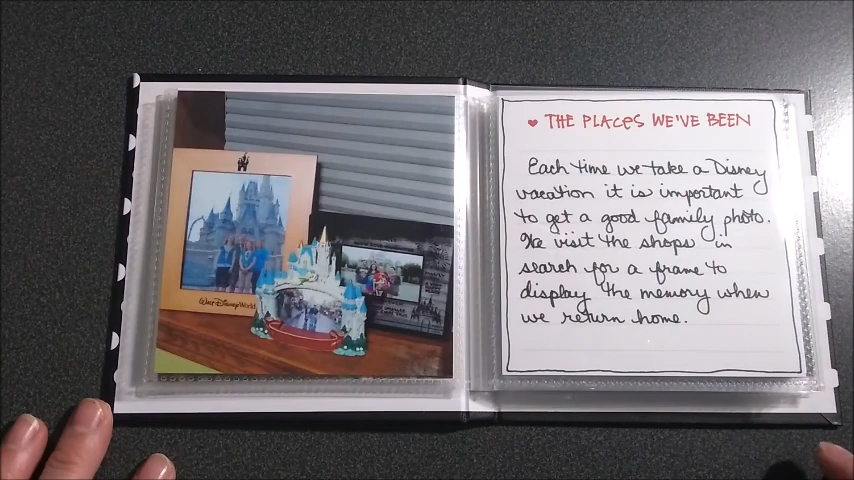 Walt Disney World
♥ THE PLACES WE'VE BEEN
Each time we take a Disney
vacation it is important
to get a good family photo.
We visit the shops in
search for a frame to
display the memory when
we return home.